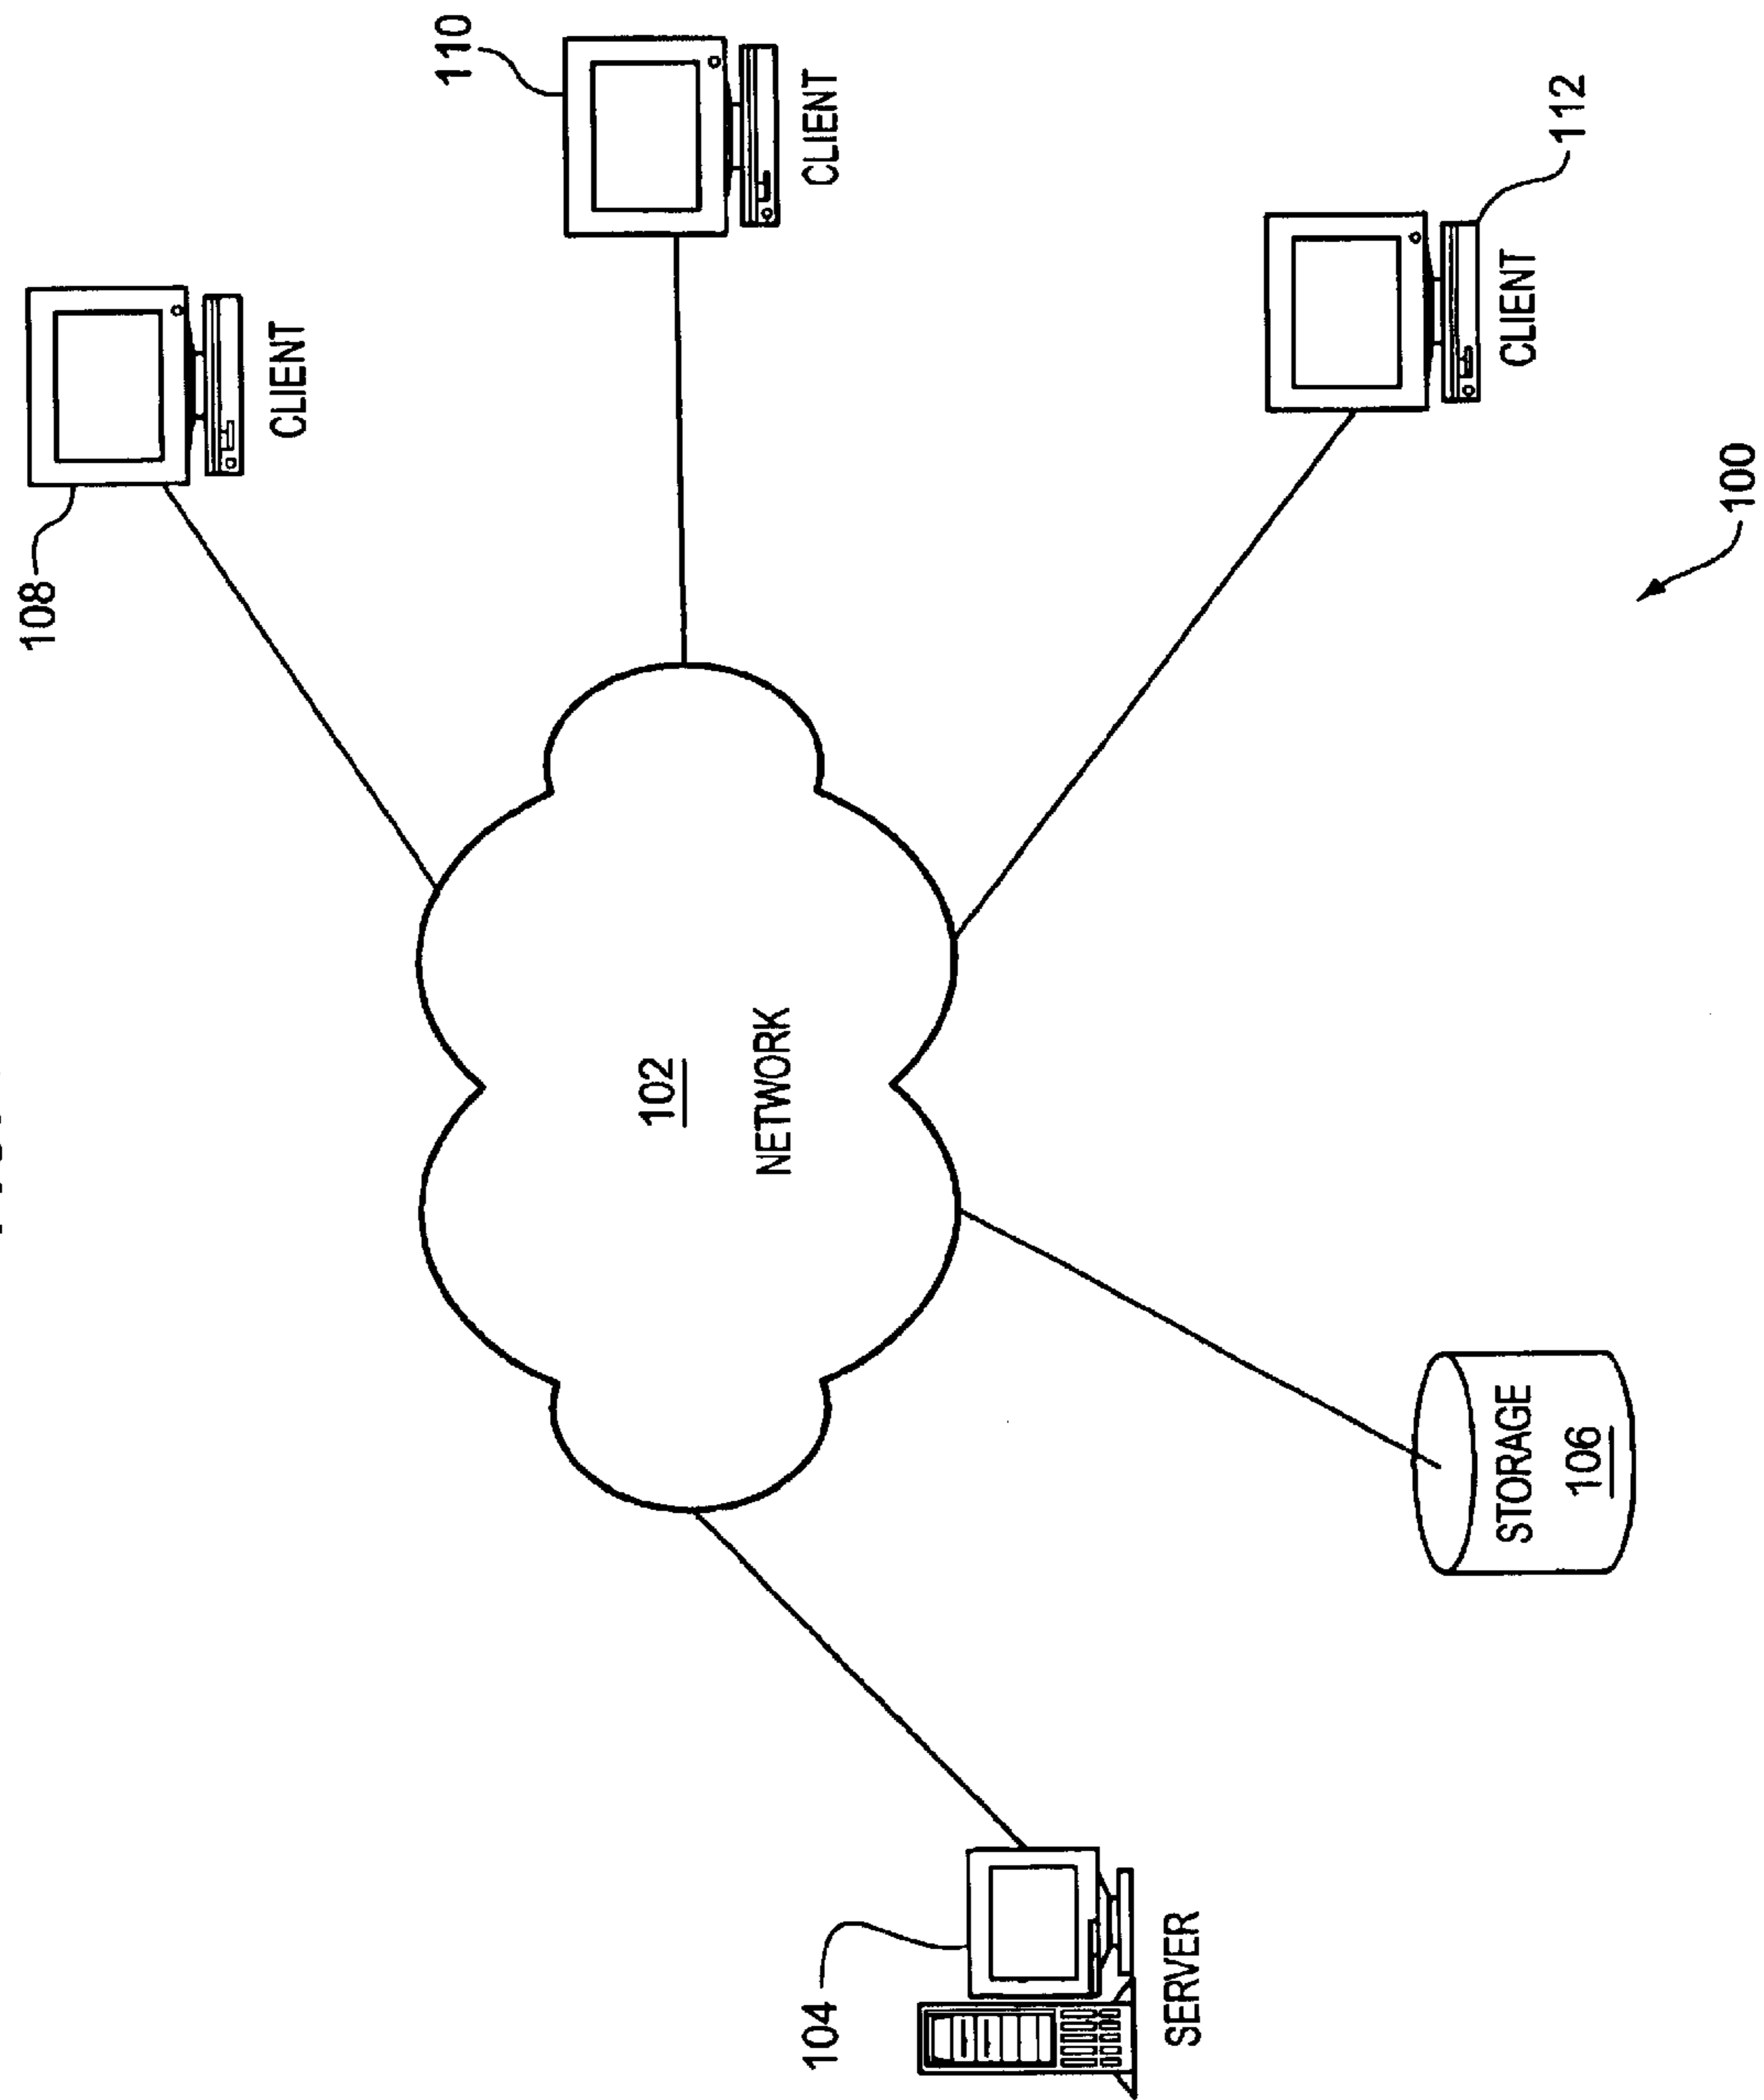 108
CLIENT
110
CLIENT
102
NETWORK
104
SERVER
STORAGE
106
CLIENT
112
100